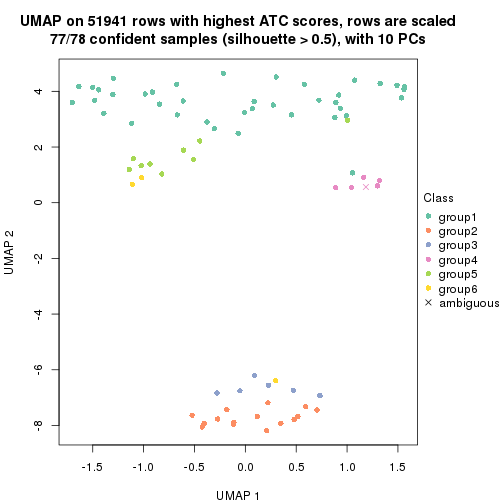 UMAP on 51941 rows with highest ATC scores, rows are scaled
77/78 confident samples (silhouette > 0.5), with 10 PCs
4
2
0
-2
-4
-6
-8
UMAP 2
-1.5 -1.0 -0.5 0.0 0.5 1.0 1.5
UMAP 1
Class
group1
group2
group3
group4
group5
group6
ambiguous